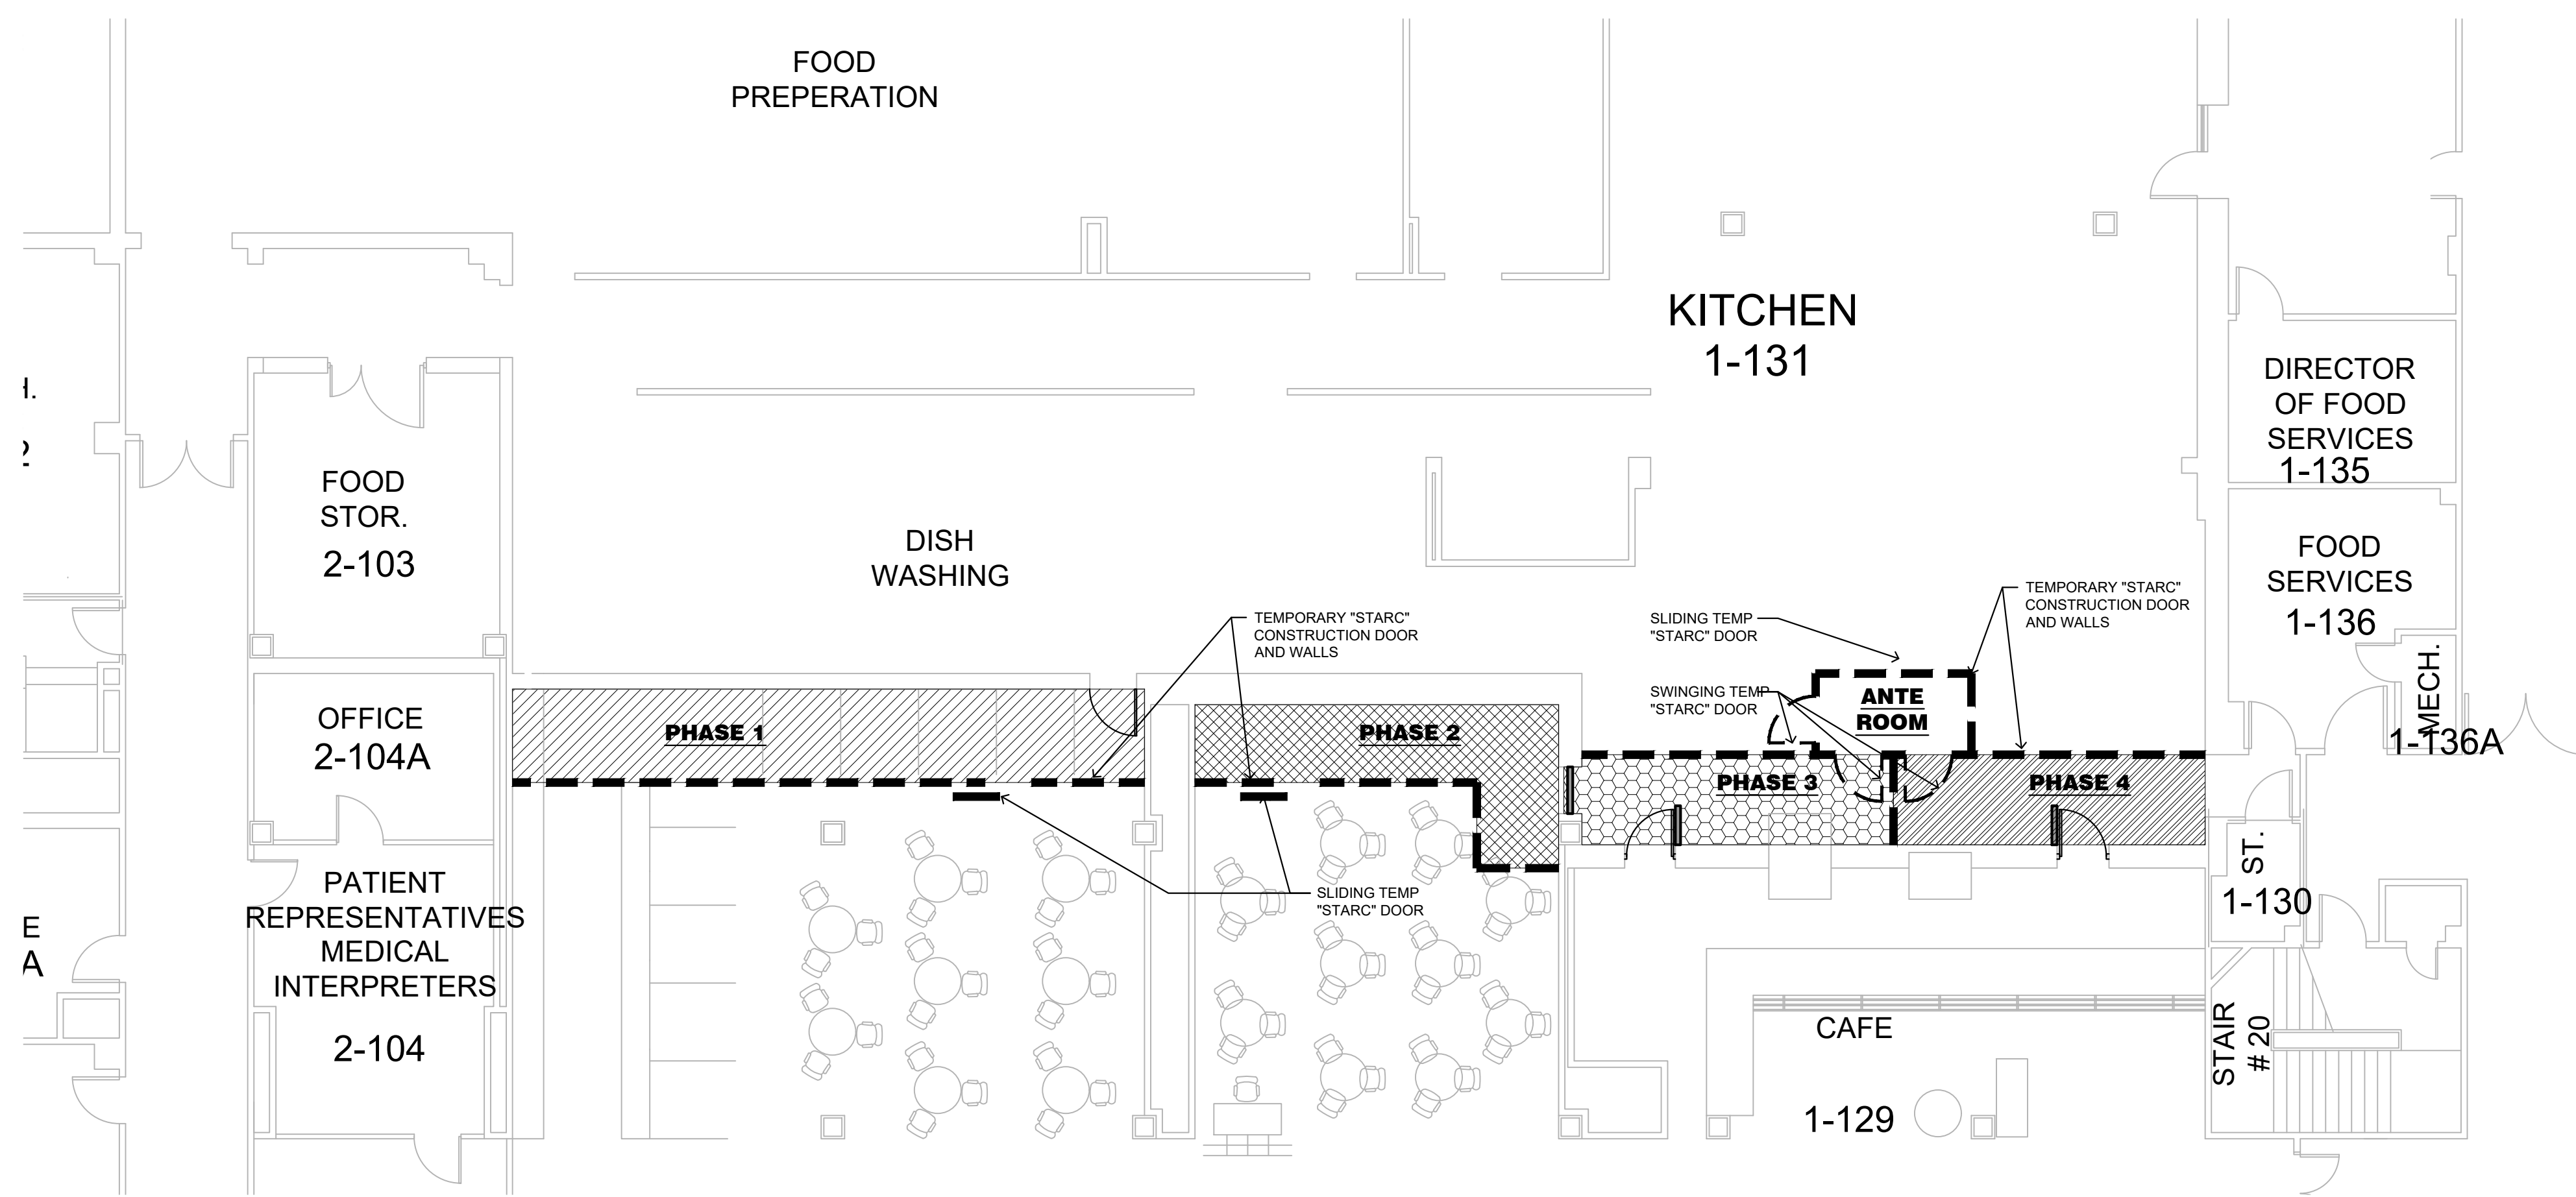 FOOD
PREPERATION
KITCHEN
1-131
DIRECTOR
OF FOOD
SERVICES
1-135
H.
2
FOOD
STOR.
2-103
DISH
WASHING
FOOD
SERVICES
1-136
TEMPORARY "STARC"
CONSTRUCTION DOOR
AND WALLS
SLIDING TEMP
"STARC" DOOR
TEMPORARY "STARC"
CONSTRUCTION DOOR
AND WALLS
MECH.
1-136A
OFFICE
2-104A
PHASE 1
PHASE 2
SWINGING TEMP
"STARC" DOOR
ANTE
ROOM
PHASE 3
PHASE 4
PATIENT
REPRESENTATIVES
MEDICAL
INTERPRETERS
2-104
SLIDING TEMP
"STARC" DOOR
ST.
1-130
E
A
CAFE
1-129
STAIR
# 20